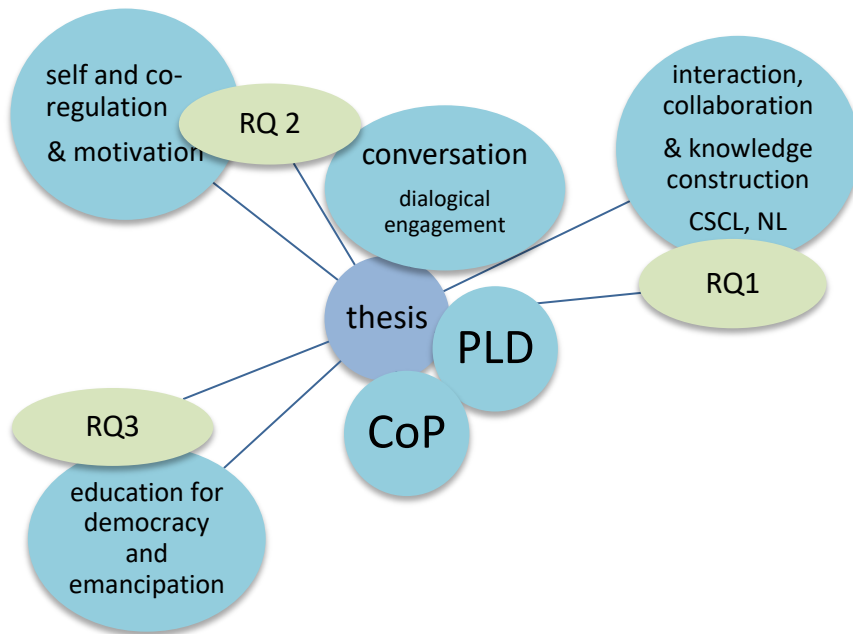 self and co-
regulation
& motivation
RQ 2
conversation
dialogical
engagement
interaction,
collaboration
& knowledge
construction
CSCL, NL
RQ1
thesis
PLD
CoP
RQ3
education for
democracy
and
emancipation